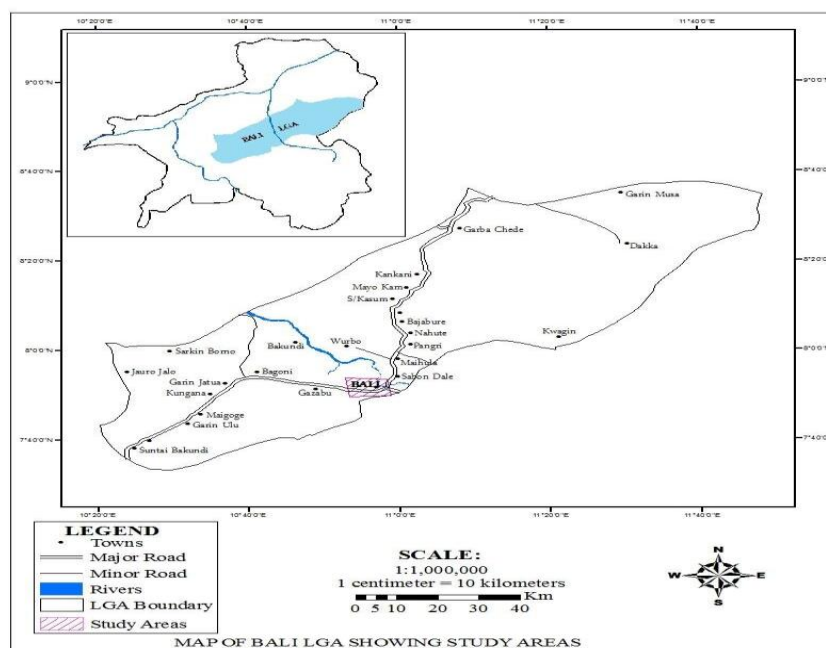 10°20'0"E 10°40'0"E 11°0'0"E 11°20'0"E 11°40'0"E
9°0'0"N 9°0'0"N
BALI LGA
8°40'0"N 8°40'0"N
Garin Musa
Garba Chede
Dakka
8°20'0"N 8°20'0"N
Kankani
Mayo Kam
S/Kasum
Bajabure
Nahute
Kwagin
Pangri
Bakundi
Wurbo
8°0'0"N 8°0'0"N
Sarkin Borno
Maihula
Jauro Jalo
Bagoni
Sabon Dale
Garin Jatua
BALI
Kungana
Gazabu
Maigoge
Garin Ulu
7°40'0"N 7°40'0"N
Suntai Bakundi
10°20'0"E 10°40'0"E 11°0'0"E 11°20'0"E 11°40'0"E
LEGEND
Towns
Major Road
Minor Road
Rivers
LGA Boundary
Study Areas
SCALE:
1:1,000,000
1 centimeter = 10 kilometers
Km
0 5 10 20 30 40
N
W E
S
MAP OF BALI LGA SHOWING STUDY AREAS